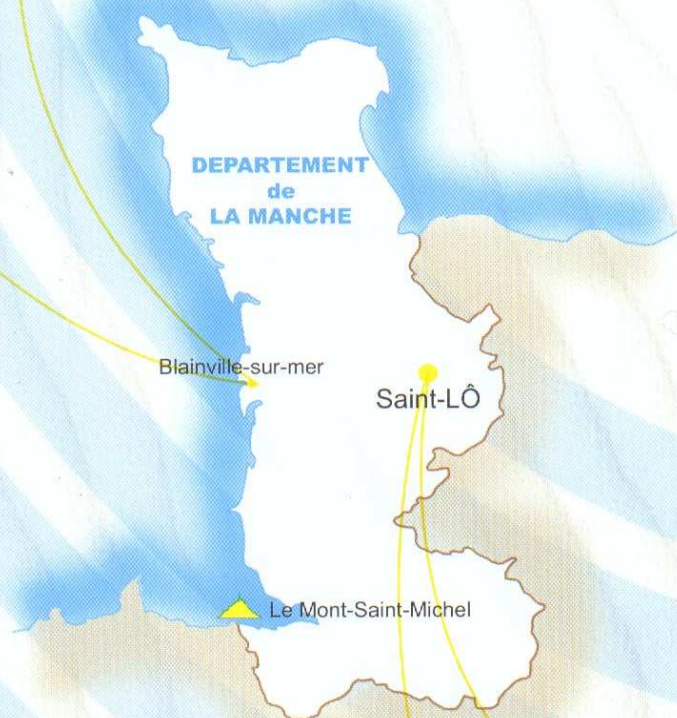 DEPARTEMENT
de
LA MANCHE
Blainville-sur-mer
Saint-LÔ
Le Mont-Saint-Michel